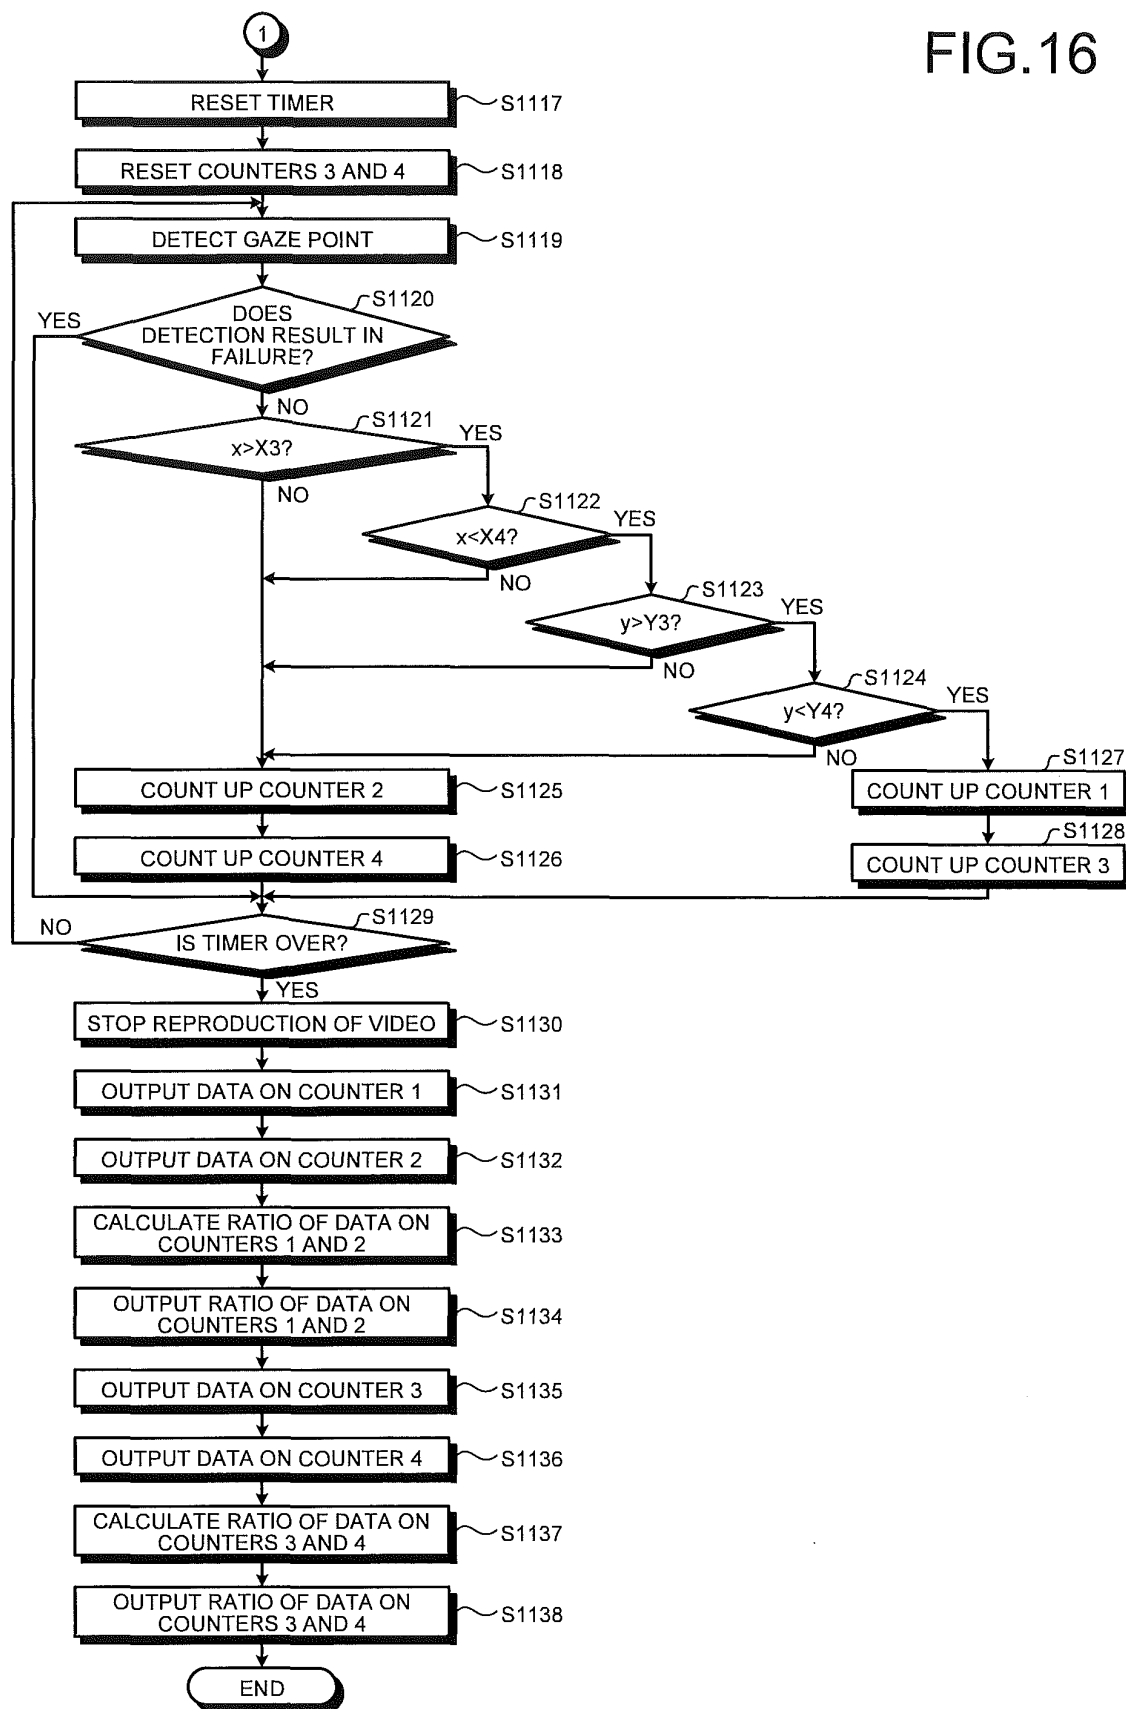 FIG.16
1
RESET TIMER
S1117
RESET COUNTERS 3 AND 4
S1118
DETECT GAZE POINT
S1119
S1120
YES
DOES
DETECTION RESULT IN
FAILURE?
NO
S1121
x>X3?
YES
NO
S1122
x<X4?
YES
NO
S1123
y>Y3?
YES
NO
S1124
y<Y4?
YES
NO
S1127
COUNT UP COUNTER 2
S1125
COUNT UP COUNTER 1
S1128
COUNT UP COUNTER 4
S1126
COUNT UP COUNTER 3
S1129
NO
IS TIMER OVER?
YES
STOP REPRODUCTION OF VIDEO
S1130
OUTPUT DATA ON COUNTER 1
S1131
OUTPUT DATA ON COUNTER 2
S1132
CALCULATE RATIO OF DATA ON
COUNTERS 1 AND 2
S1133
OUTPUT RATIO OF DATA ON
COUNTERS 1 AND 2
S1134
OUTPUT DATA ON COUNTER 3
S1135
OUTPUT DATA ON COUNTER 4
S1136
CALCULATE RATIO OF DATA ON
COUNTERS 3 AND 4
S1137
OUTPUT RATIO OF DATA ON
COUNTERS 3 AND 4
S1138
END